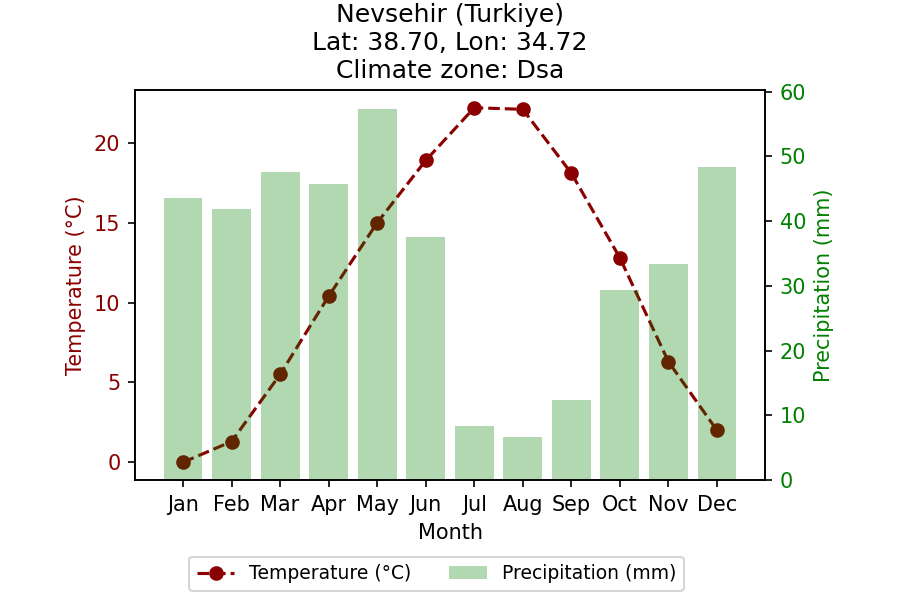 Nevsehir (Turkiye)
Lat: 38.70, Lon: 34.72
Climate zone: Dsa
Temperature (°C)
20
15
10
5
0
60
50
40
30
20
10
0
Precipitation (mm)
Jan Feb Mar Apr May Jun Jul Aug Sep Oct Nov Dec
Month
Temperature (°C) Precipitation (mm)